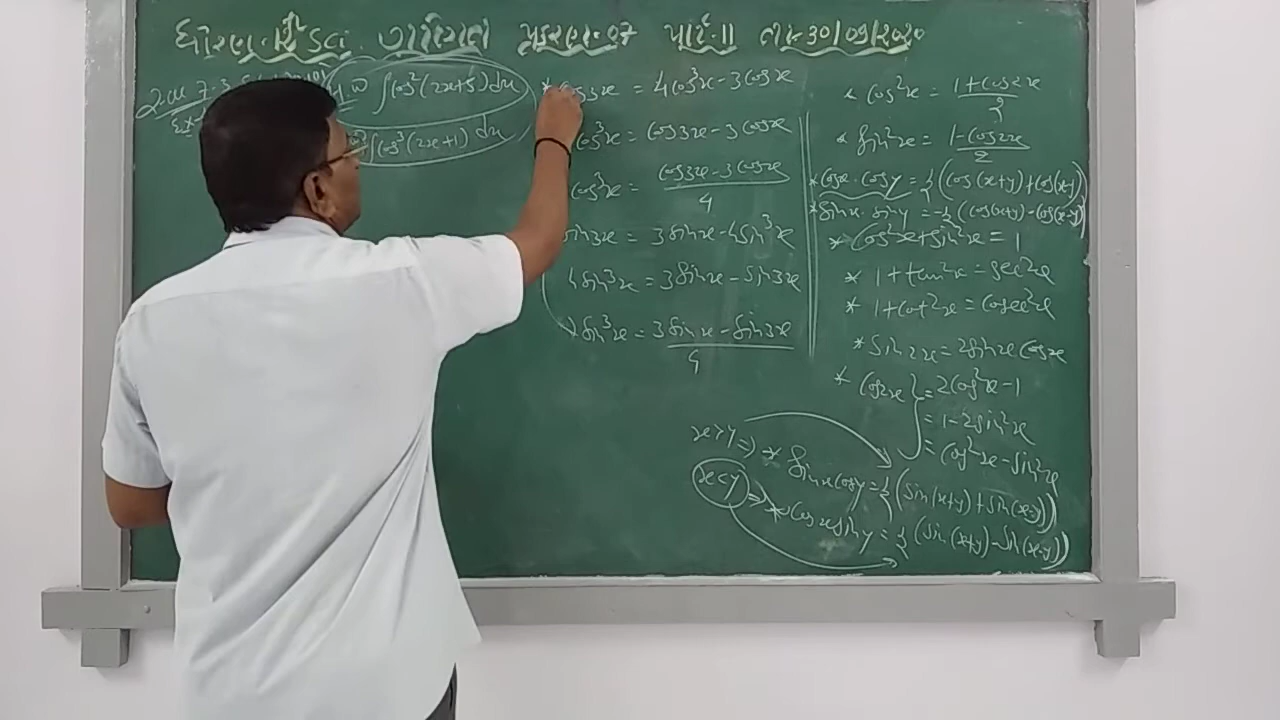 ધોરણ-12 Sci. ગણિત પ્રકરણ-07 પાર્ટ-11 તા-30/09/2020
∫cos²(2x+5)dx
∫cos³(2x+1) dx
* cos3x = 4cos³x-3cosx
cos³x = cos3x-3cosx
cos³x = cos3x-3cosx / 4
sin3x = 3sinx-4sin³x
4sin³x = 3sinx-sin3x
sin³x = 3sinx-sin3x / 4
* cos²x = 1+cos2x / 2
* sin²x = 1-cos2x / 2
* cosx·cosy = ½(cos(x+y)+cos(x-y))
* sinx·siny = -½(cos(x+y)-cos(x-y))
* cos²x+sin²x = 1
* 1+tan²x = sec²x
* 1+cot²x = cosec²x
* sin2x = 2sinx cosx
* cos2x = 2cos²x-1
= 1-2sin²x
= cos²x-sin²x
x>y ⇒ * sinx cosy = ½(sin(x+y)+sin(x-y))
x<y ⇒ * cosx siny = ½(sin(x+y)-sin(x-y))